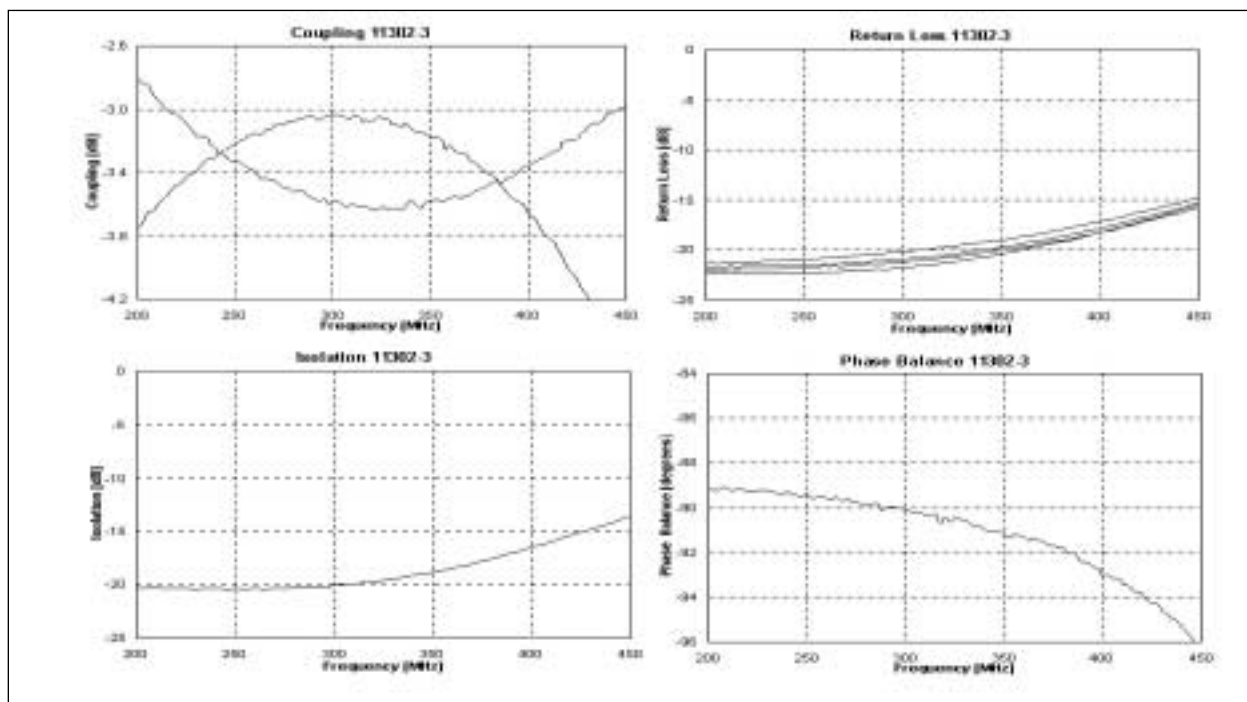 Coupling 11302-3
-2.6
-3.0
-3.4
-3.8
-4.2
Coupling [dB]
200 250 300 350 400 450
Frequency (MHz)
Return Loss 11302-3
0
-5
-10
-15
-20
-25
Return Loss [dB]
200 250 300 350 400 450
Frequency (MHz)
Isolation 11302-3
0
-5
-10
-15
-20
-25
Isolation [dB]
200 250 300 350 400 450
Frequency (MHz)
Phase Balance 11302-3
-84
-86
-88
-90
-92
-94
-96
Phase Balance [degrees]
200 250 300 350 400 450
Frequency (MHz)